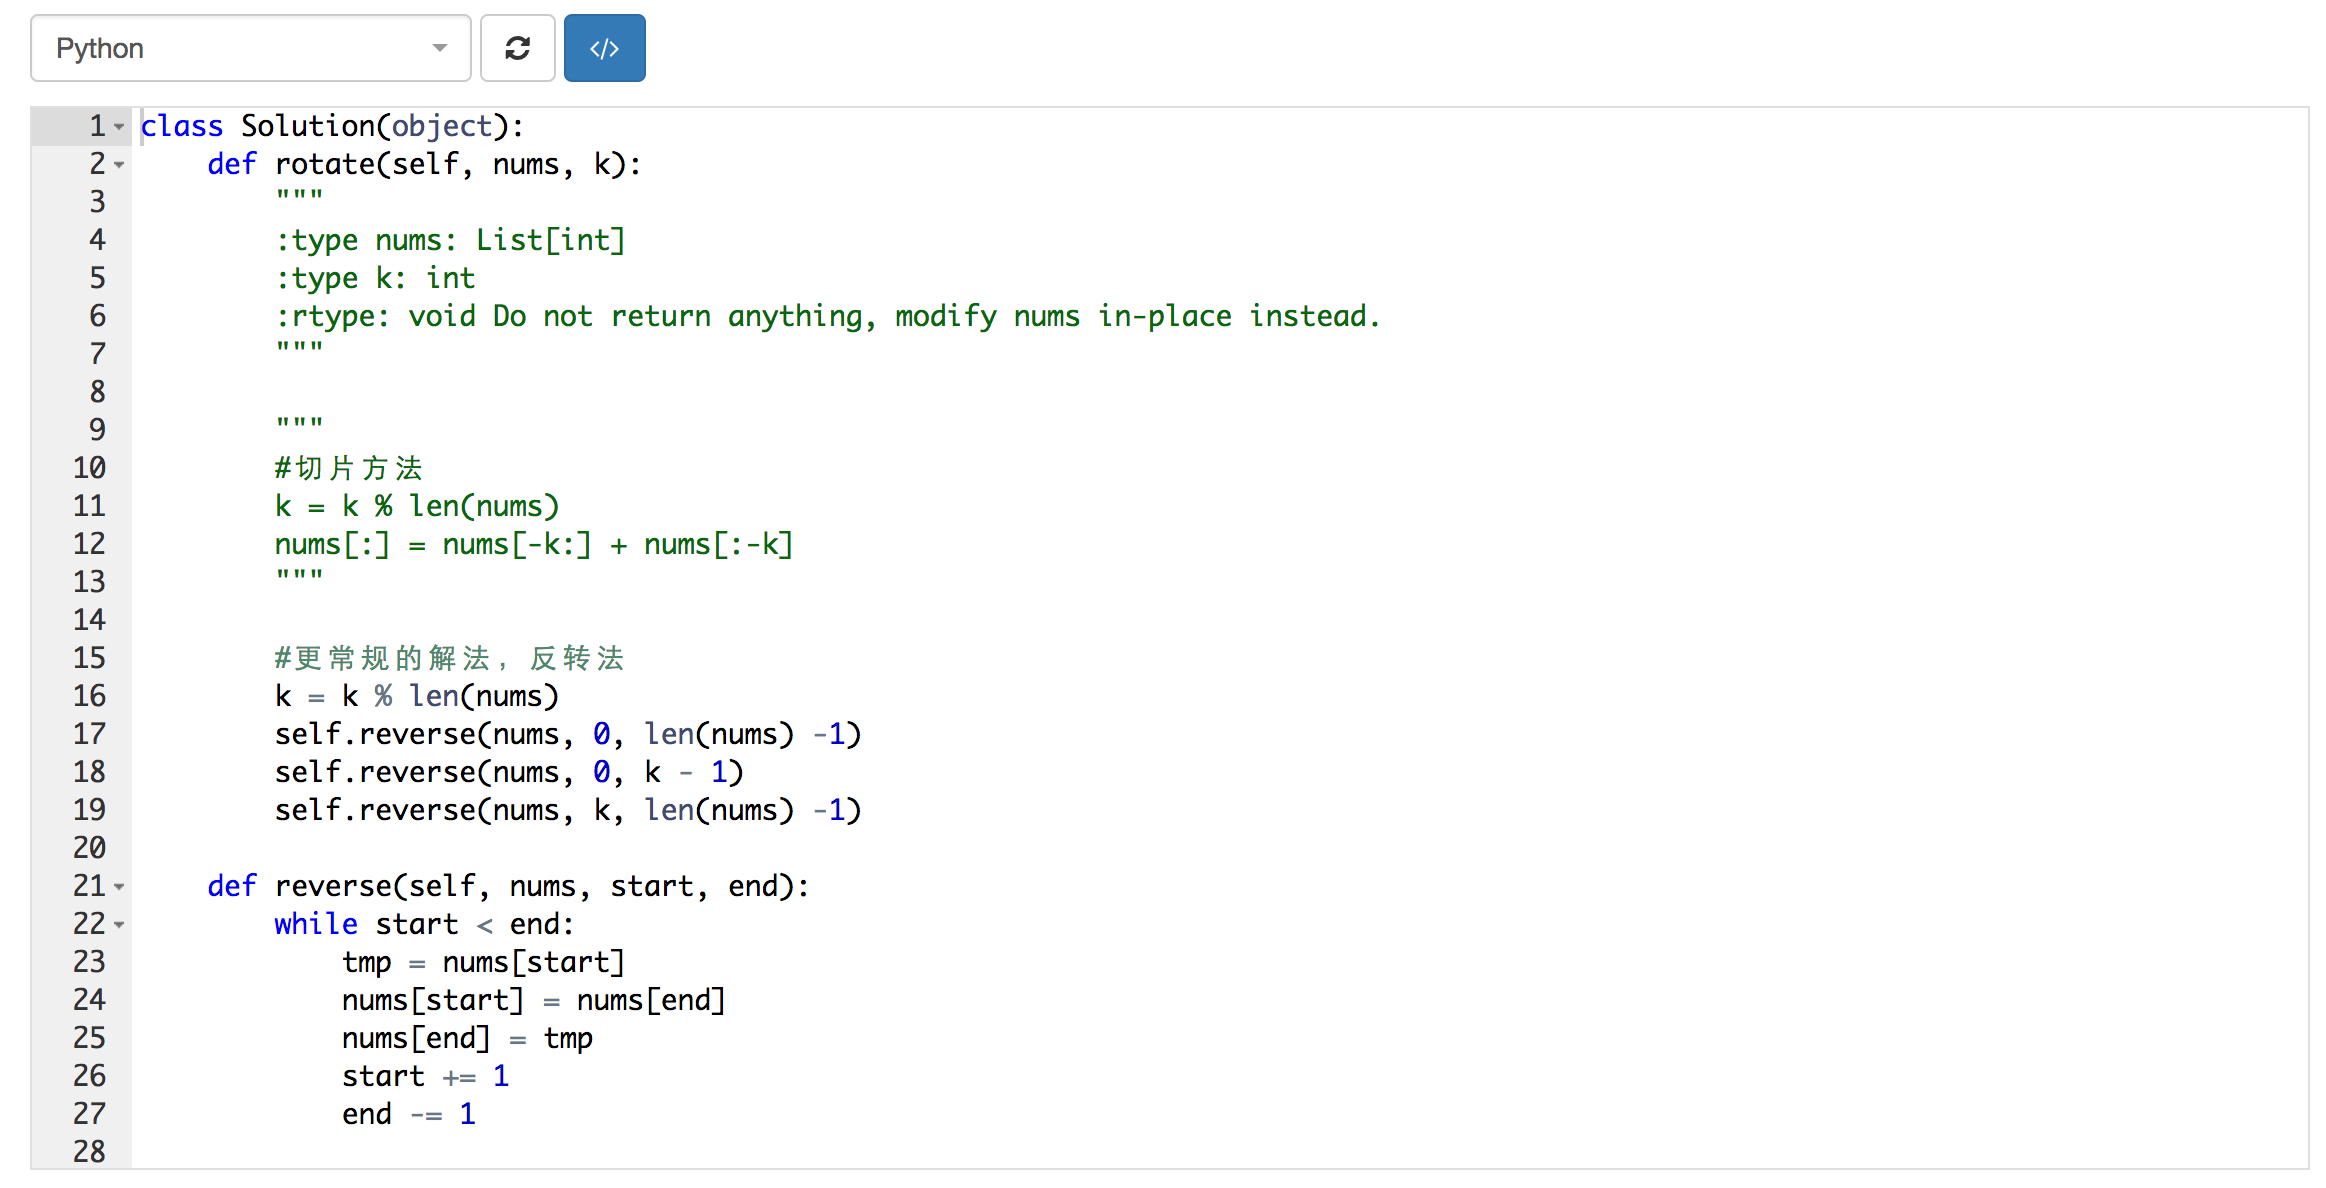 Python
</>
1 class Solution(object):
2     def rotate(self, nums, k):
3         """
4         :type nums: List[int]
5         :type k: int
6         :rtype: void Do not return anything, modify nums in-place instead.
7         """
8
9         """
10         #切片方法
11         k = k % len(nums)
12         nums[:] = nums[-k:] + nums[:-k]
13         """
14
15         #更常规的解法，反转法
16         k = k % len(nums)
17         self.reverse(nums, 0, len(nums) -1)
18         self.reverse(nums, 0, k - 1)
19         self.reverse(nums, k, len(nums) -1)
20
21     def reverse(self, nums, start, end):
22         while start < end:
23             tmp = nums[start]
24             nums[start] = nums[end]
25             nums[end] = tmp
26             start += 1
27             end -= 1
28